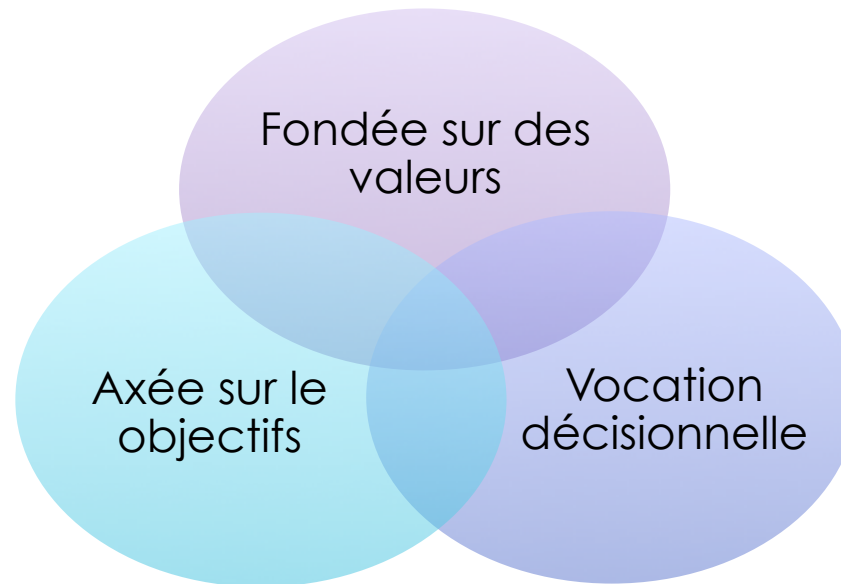 Fondée sur des
valeurs
Axée sur le
objectifs
Vocation
décisionnelle